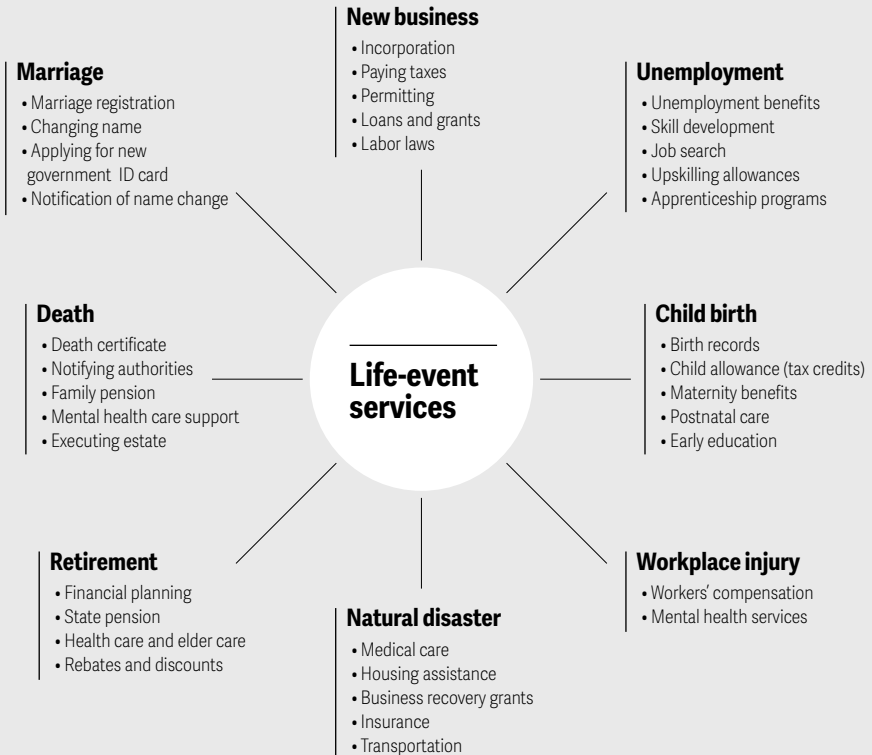 New business
• Incorporation
• Paying taxes
• Permitting
• Loans and grants
• Labor laws
Marriage
• Marriage registration
• Changing name
• Applying for new
government ID card
• Notification of name change
Unemployment
• Unemployment benefits
• Skill development
• Job search
• Upskilling allowances
• Apprenticeship programs
Death
• Death certificate
• Notifying authorities
• Family pension
• Mental health care support
• Executing estate
Life-event
services
Child birth
• Birth records
• Child allowance (tax credits)
• Maternity benefits
• Postnatal care
• Early education
Retirement
• Financial planning
• State pension
• Health care and elder care
• Rebates and discounts
Natural disaster
• Medical care
• Housing assistance
• Business recovery grants
• Insurance
• Transportation
Workplace injury
• Workers' compensation
• Mental health services